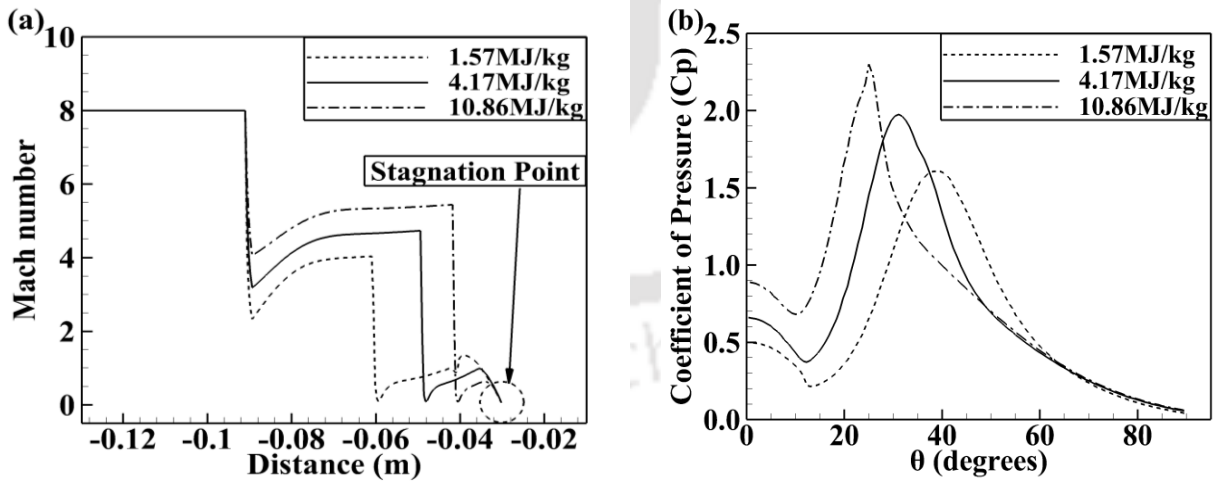 (a)
Mach number
10
8
6
4
2
0
1.57MJ/kg
4.17MJ/kg
10.86MJ/kg
Stagnation Point
-0.12 -0.1 -0.08 -0.06 -0.04 -0.02
Distance (m)
(b)
Coefficient of Pressure (Cp)
2.5
2.0
1.5
1.0
0.5
0.0
1.57MJ/kg
4.17MJ/kg
10.86MJ/kg
0 20 40 60 80
θ (degrees)